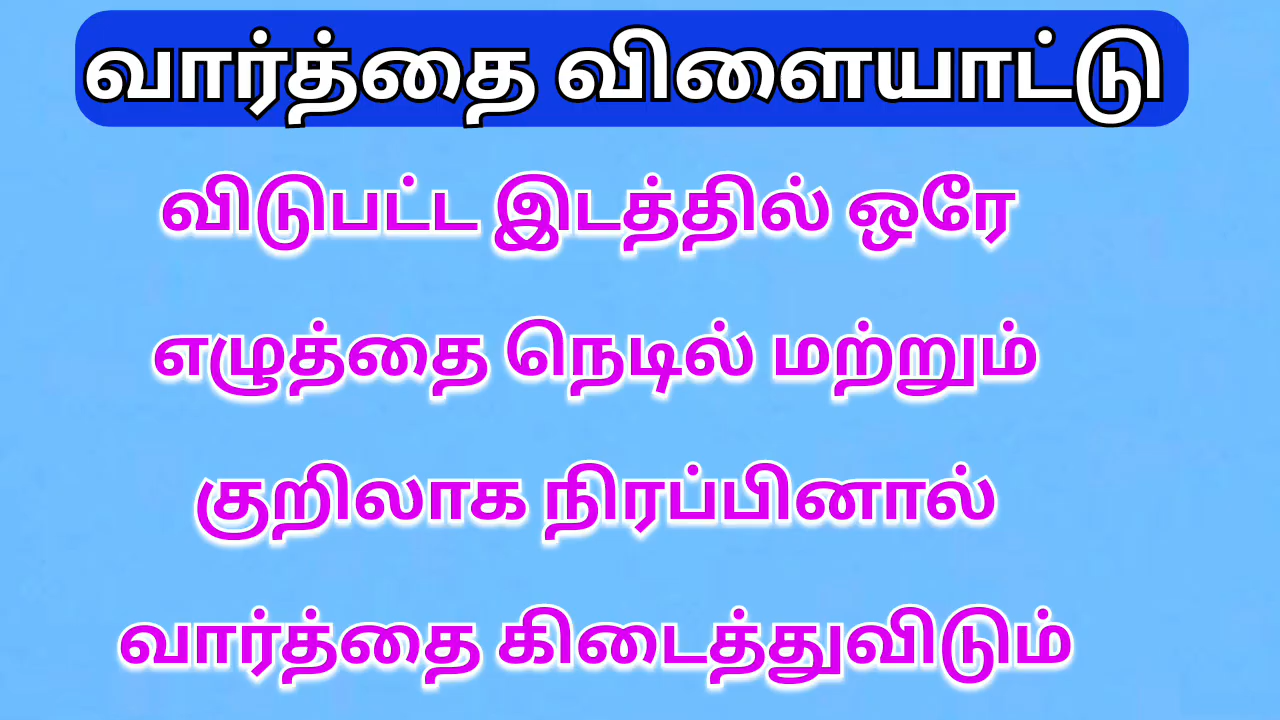 வார்த்தை விளையாட்டு
விடுபட்ட இடத்தில் ஒரே
எழுத்தை நெடில் மற்றும்
குறிலாக நிரப்பினால்
வார்த்தை கிடைத்துவிடும்